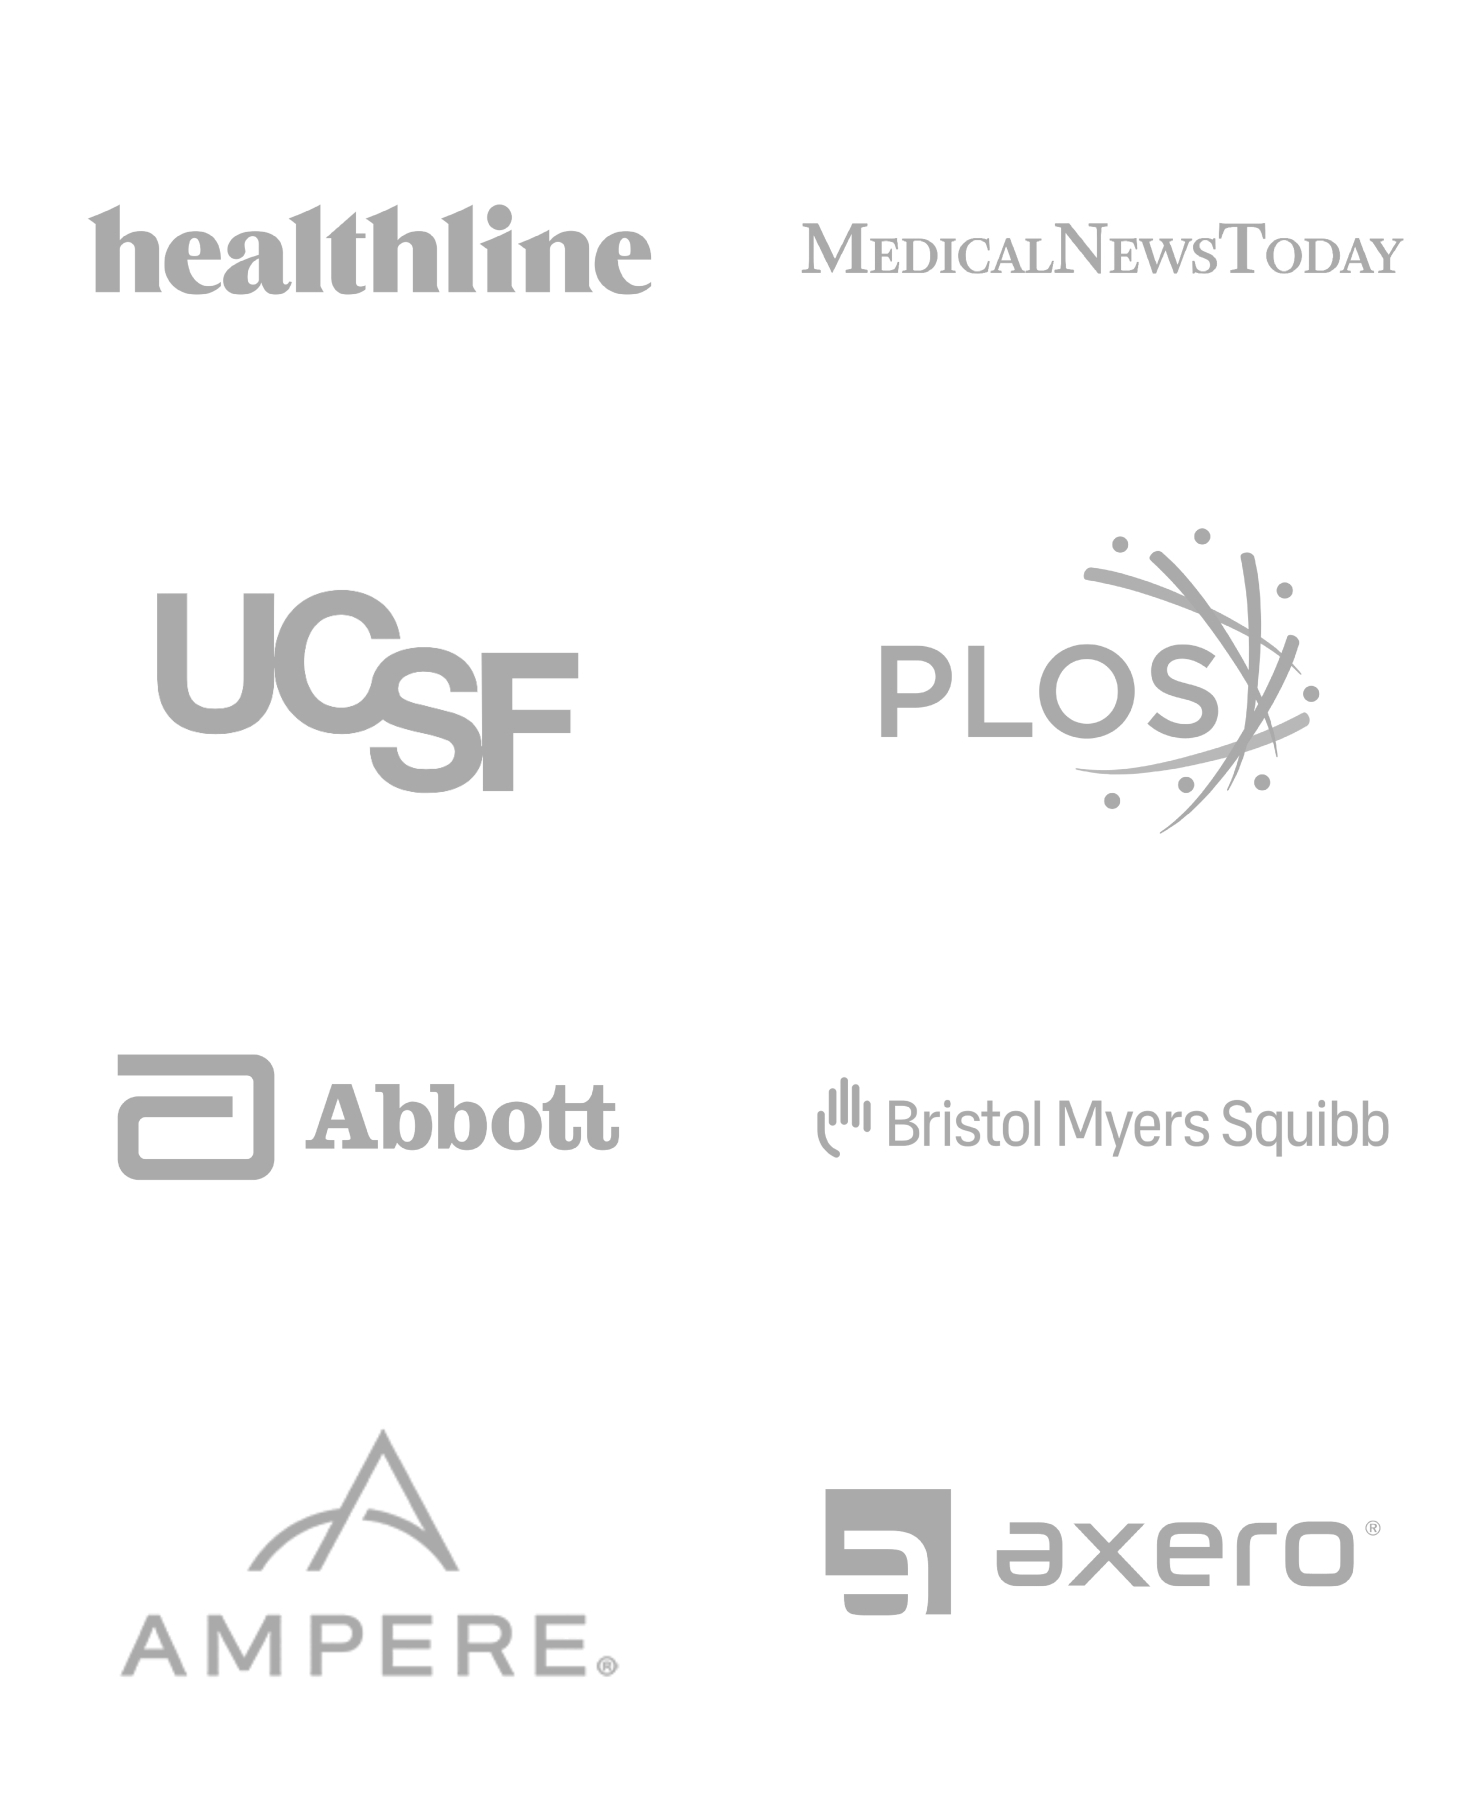 healthline
MEDICALNEWSTODAY
UCSF
PLOS
Abbott
Bristol Myers Squibb
AMPERE®
axero®